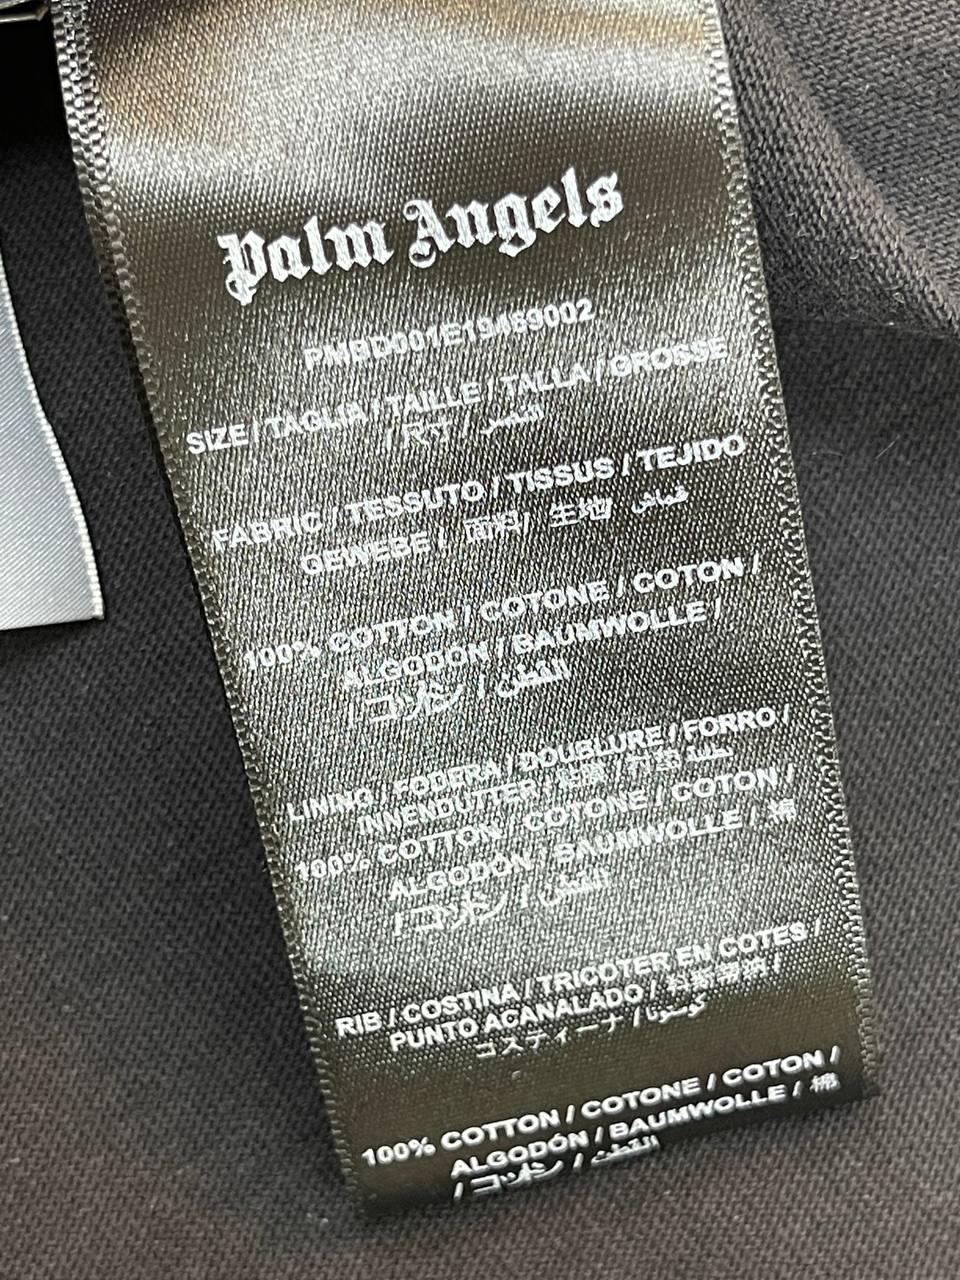 Palm Angels
PMBD001E19469002
SIZE / TAGLIA / TAILLE / TALLA / GROSSE
/ 尺寸 /
FABRIC / TESSUTO / TISSUS / TEJIDO
GEWEBE / 面料 / 生地 قماش
100% COTTON / COTONE / COTON /
ALGODÓN / BAUMWOLLE /
/ コットン / القطن
LINING / FODERA / DOUBLURE / FORRO /
INNENDUTTER /
100% COTTON / COTONE / COTON /
ALGODÓN / BAUMWOLLE / 棉
/ コットン / القطن
RIB / COSTINA / TRICOTER EN COTES /
PUNTO ACANALADO /
コスティーナ / كوستونا
100% COTTON / COTONE / COTON /
ALGODÓN / BAUMWOLLE / 棉
/ コットン / القطن